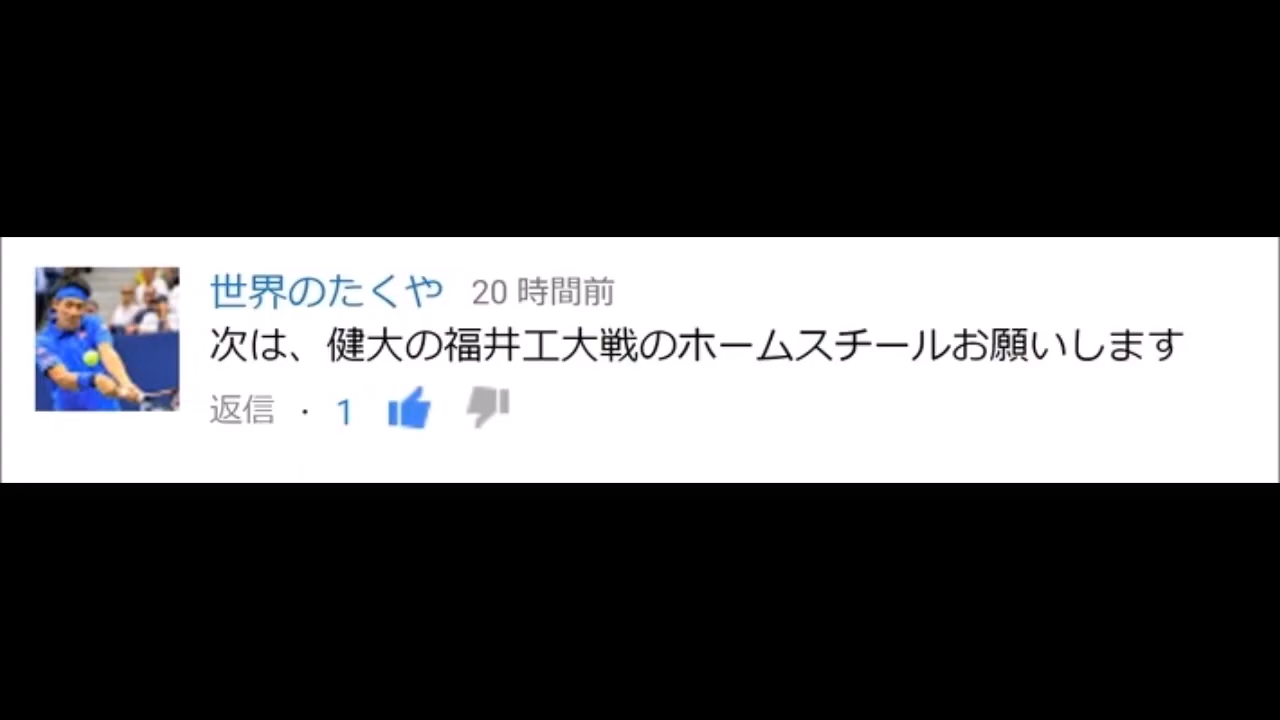 世界のたくや 20 時間前
次は、健大の福井工大戦のホームスチールお願いします
返信 · 1